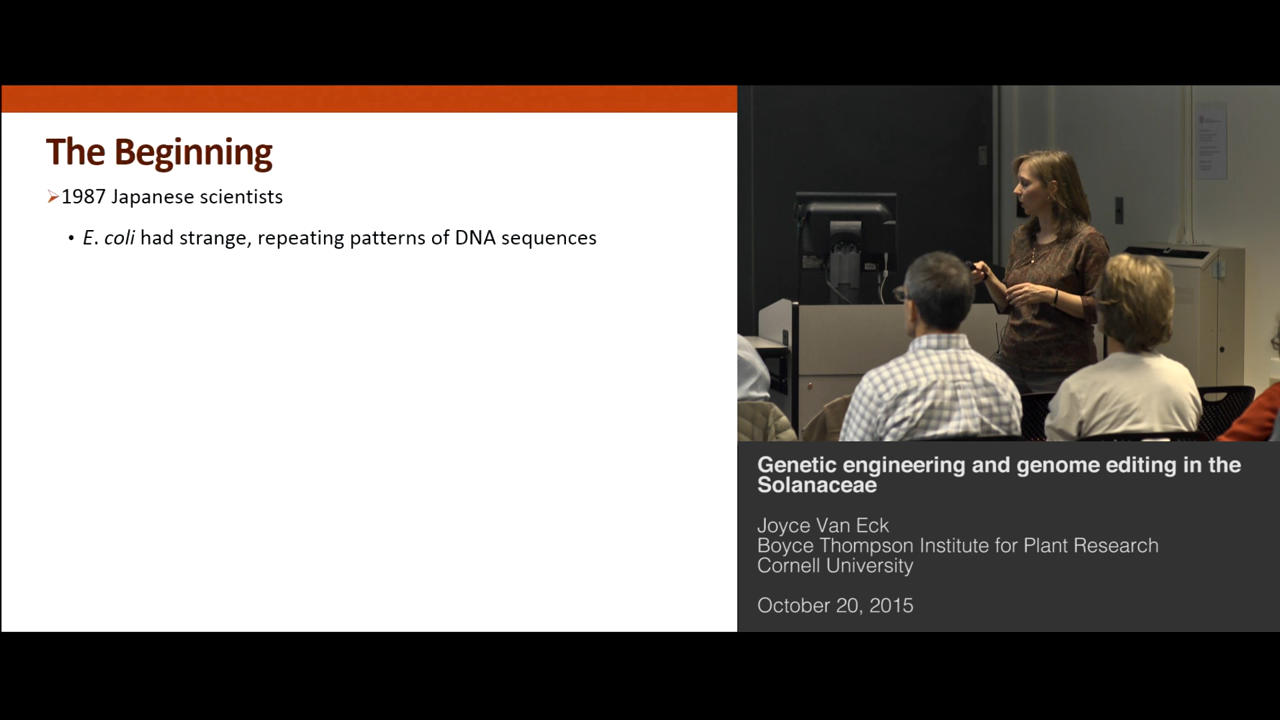 The Beginning
➢1987 Japanese scientists
• E. coli had strange, repeating patterns of DNA sequences
Genetic engineering and genome editing in the
Solanaceae
Joyce Van Eck
Boyce Thompson Institute for Plant Research
Cornell University
October 20, 2015